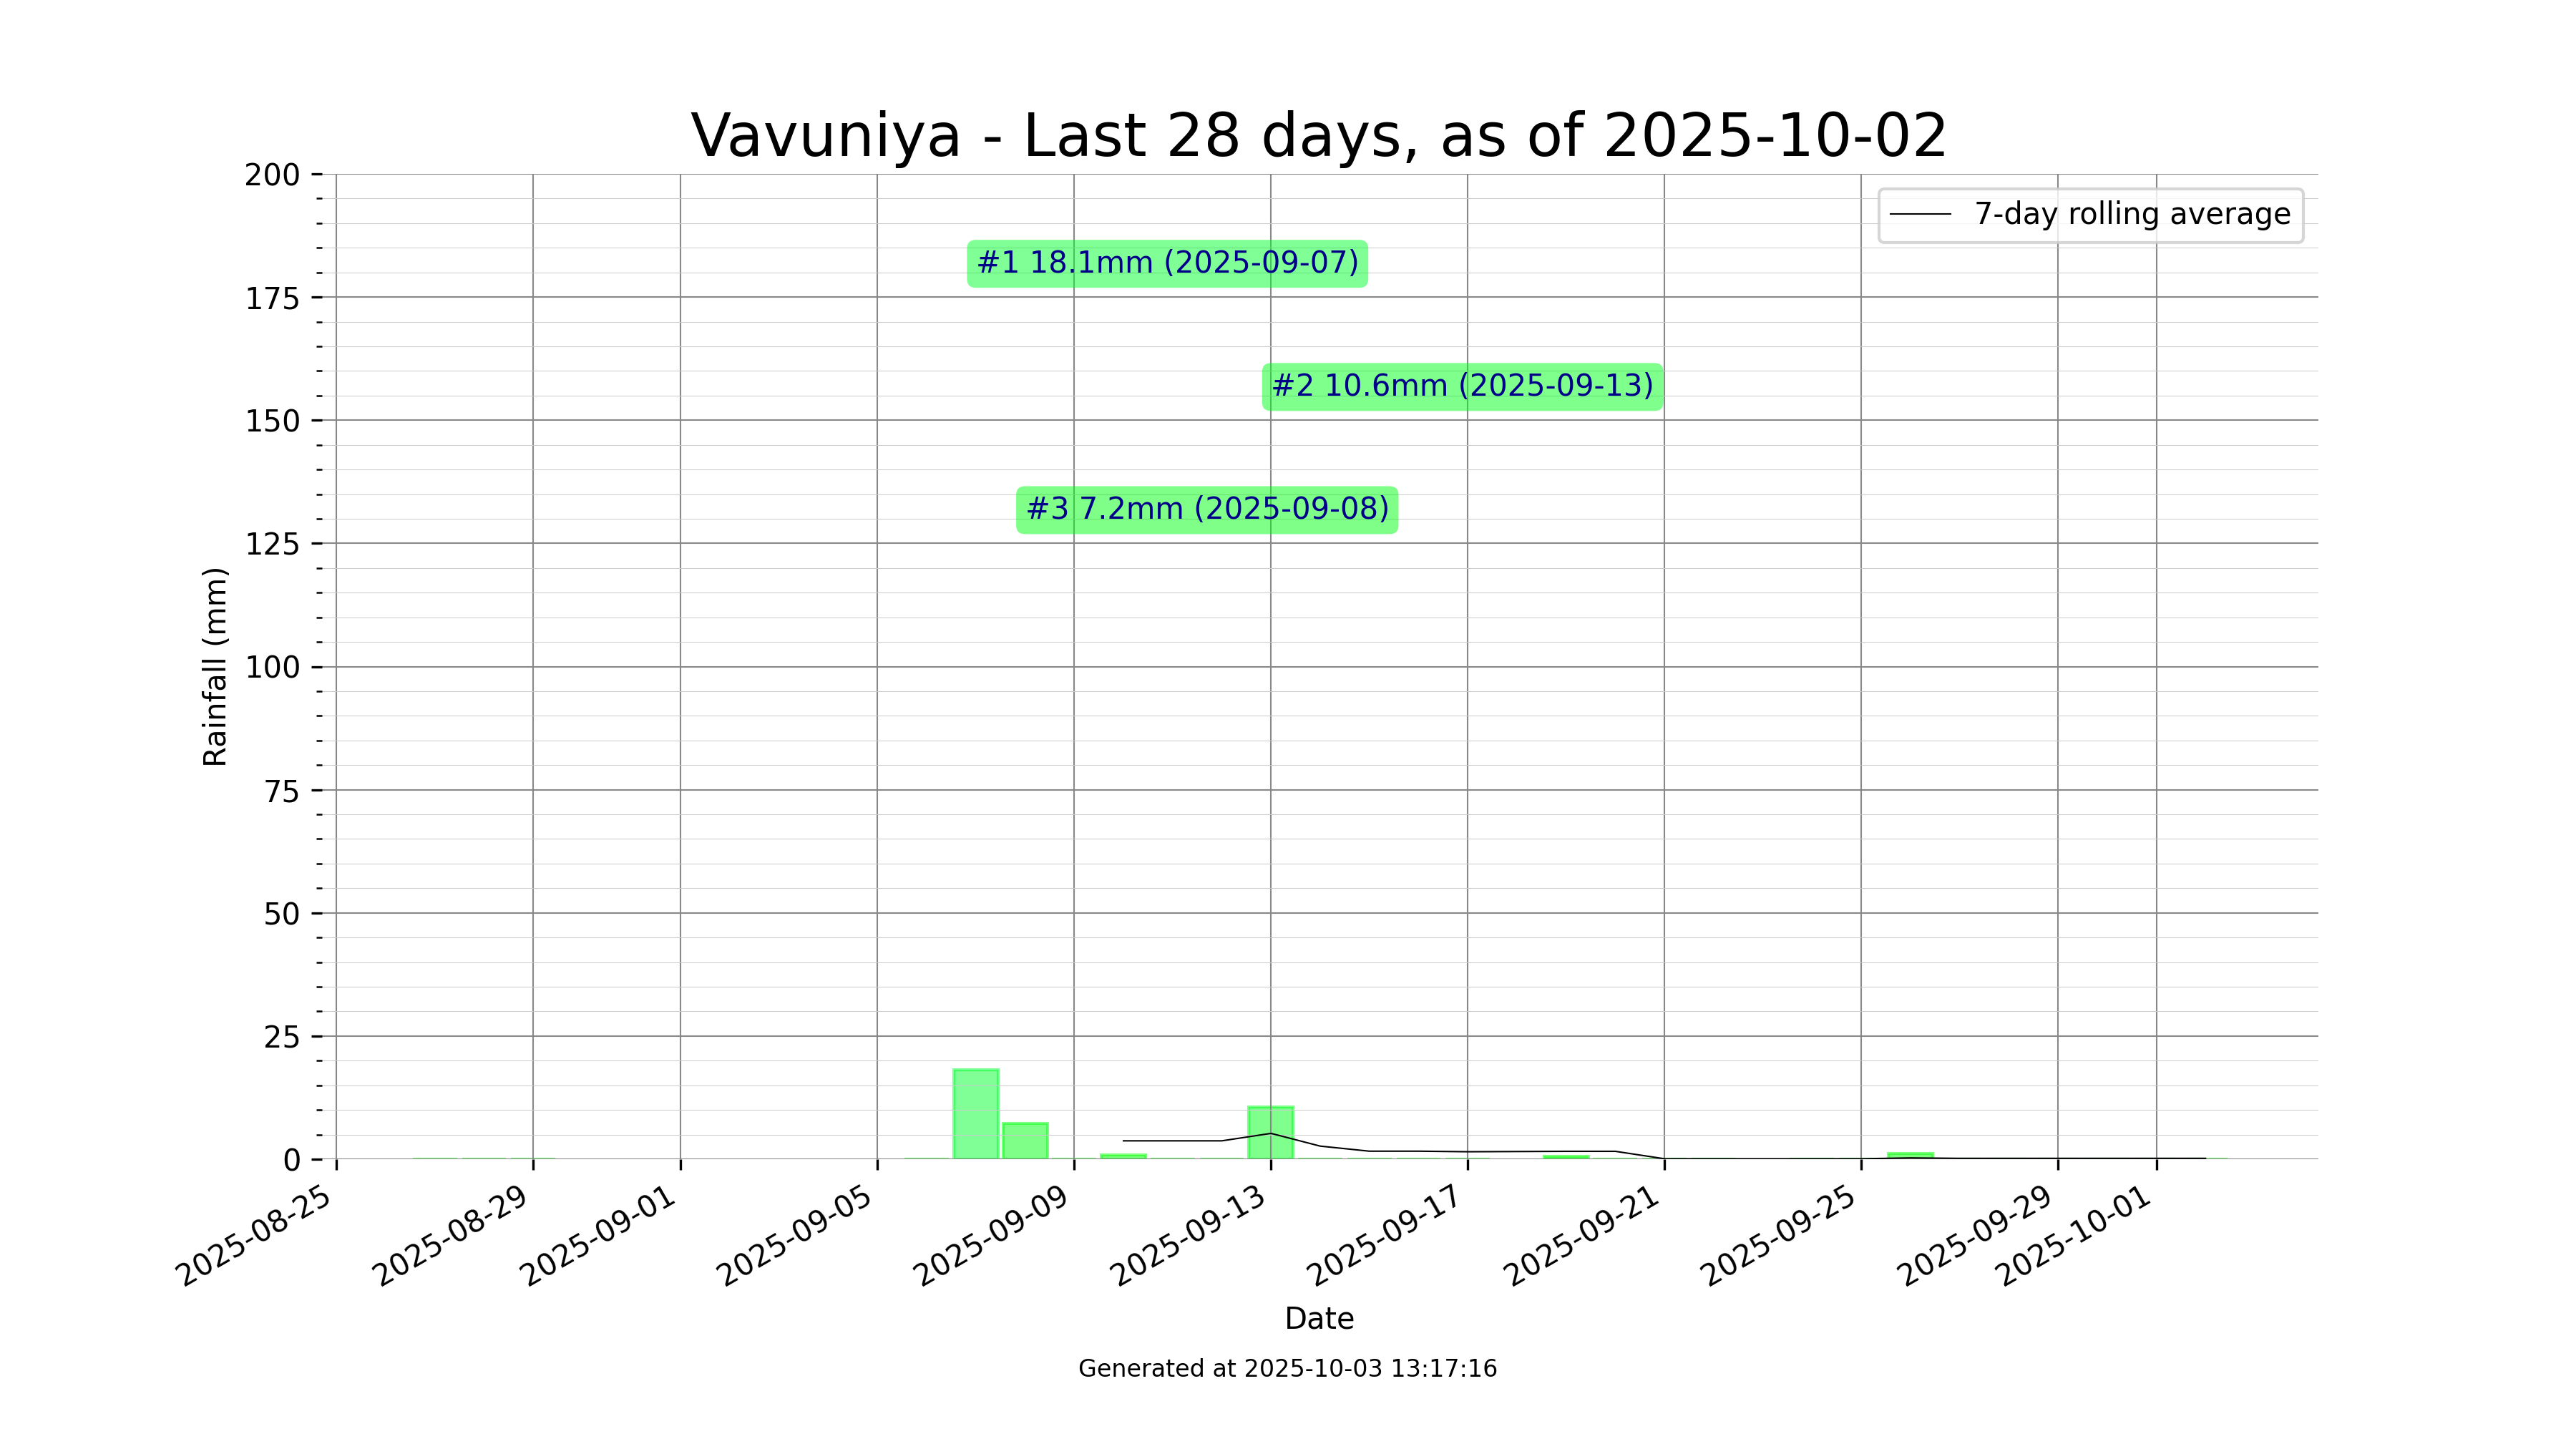 Vavuniya - Last 28 days, as of 2025-10-02
200
175
150
125
100
75
50
25
0
Rainfall (mm)
7-day rolling average
#1 18.1mm (2025-09-07)
#2 10.6mm (2025-09-13)
#3 7.2mm (2025-09-08)
2025-08-25
2025-08-29
2025-09-01
2025-09-05
2025-09-09
2025-09-13
2025-09-17
2025-09-21
2025-09-25
2025-09-29
2025-10-01
Date
Generated at 2025-10-03 13:17:16